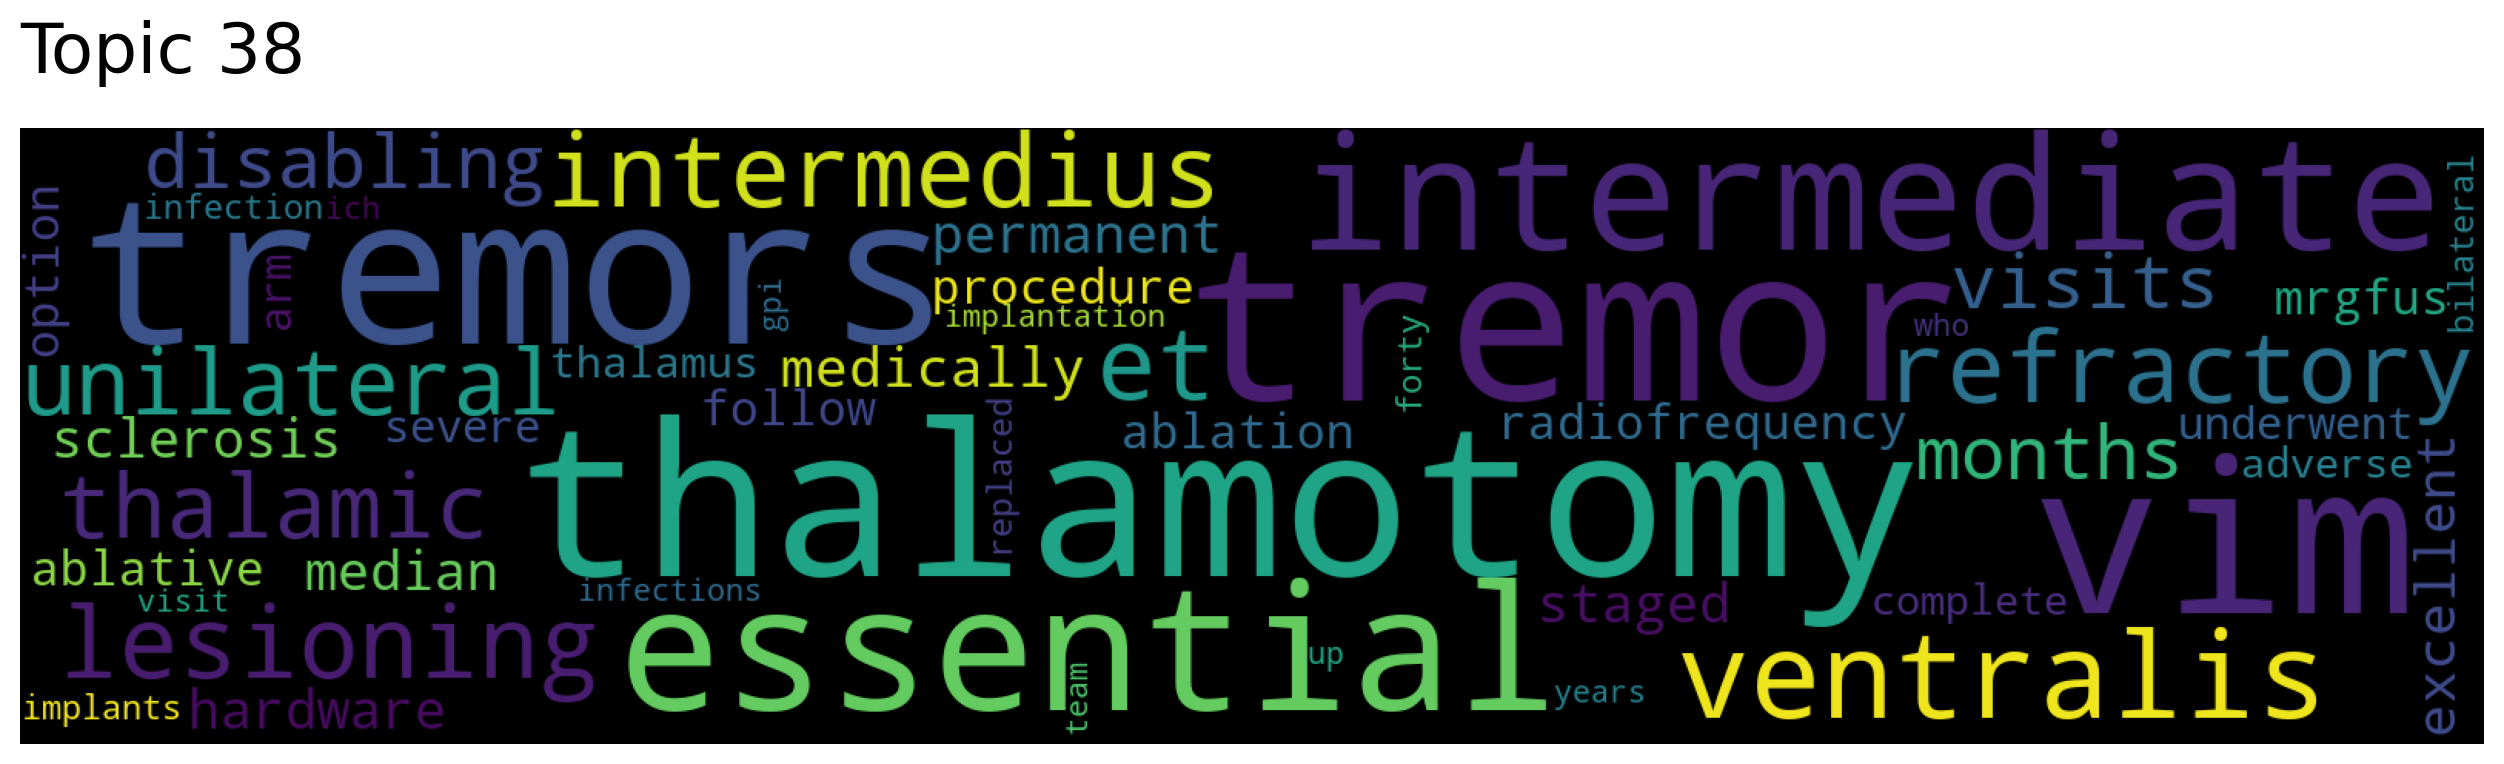 Topic 38
disabling
intermedius
intermediate
option
infection
ich
tremors
permanent
bilateral
arm
gpi
procedure
implantation
tremor
visits
mrgfus
who
unilateral
thalamus
medically
et
forty
refractory
sclerosis
severe
follow
replaced
ablation
radiofrequency
months
underwent
adverse
thalamic
thalamotomy
vim
excellent
ablative
median
visit
infections
staged
complete
lesioning
essential
up
ventralis
implants
hardware
team
years